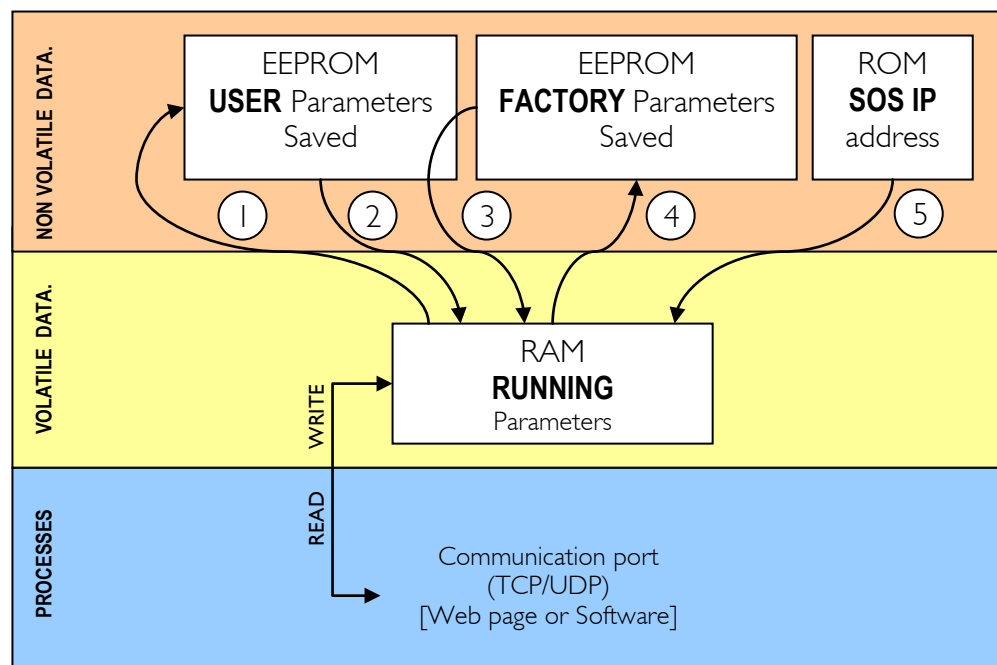 NON VOLATILE DATA.
EEPROM
USER Parameters
Saved
EEPROM
FACTORY Parameters
Saved
ROM
SOS IP
address
1
2
3
4
5
VOLATILE DATA.
RAM
RUNNING
Parameters
WRITE
PROCESSES
READ
Communication port
(TCP/UDP)
[Web page or Software]